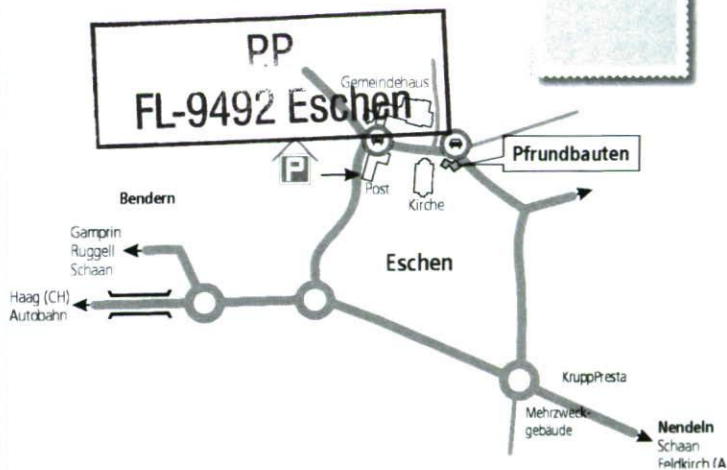 P.P
Gemeindehaus
FL-9492 Eschen
P
Pfrundbauten
Post
Kirche
Bendern
Gamprin
Ruggell
Schaan
Eschen
Haag (CH)
Autobahn
KruppPresta
Mehrzweck-
gebäude
Nendeln
Schaan
Feldkirch (A